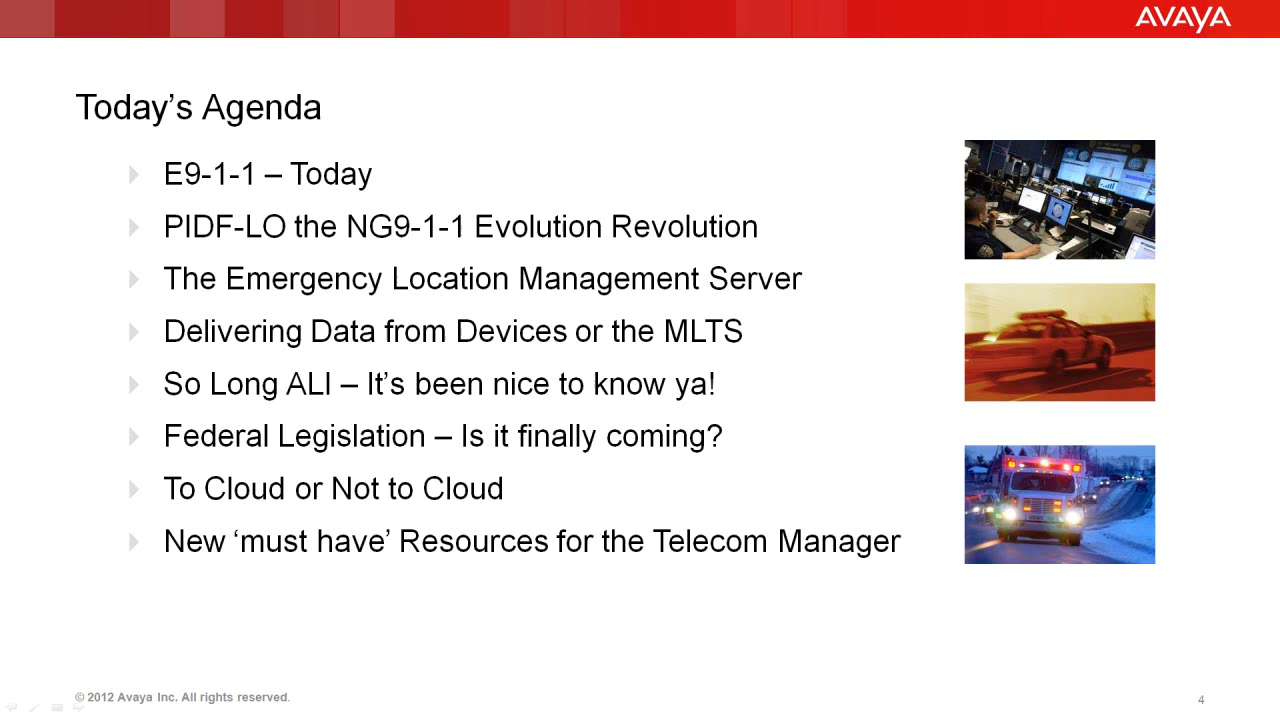 AVAYA
Today’s Agenda
E9-1-1 – Today
PIDF-LO the NG9-1-1 Evolution Revolution
The Emergency Location Management Server
Delivering Data from Devices or the MLTS
So Long ALI – It’s been nice to know ya!
Federal Legislation – Is it finally coming?
To Cloud or Not to Cloud
New ‘must have’ Resources for the Telecom Manager
© 2012 Avaya Inc. All rights reserved.
4